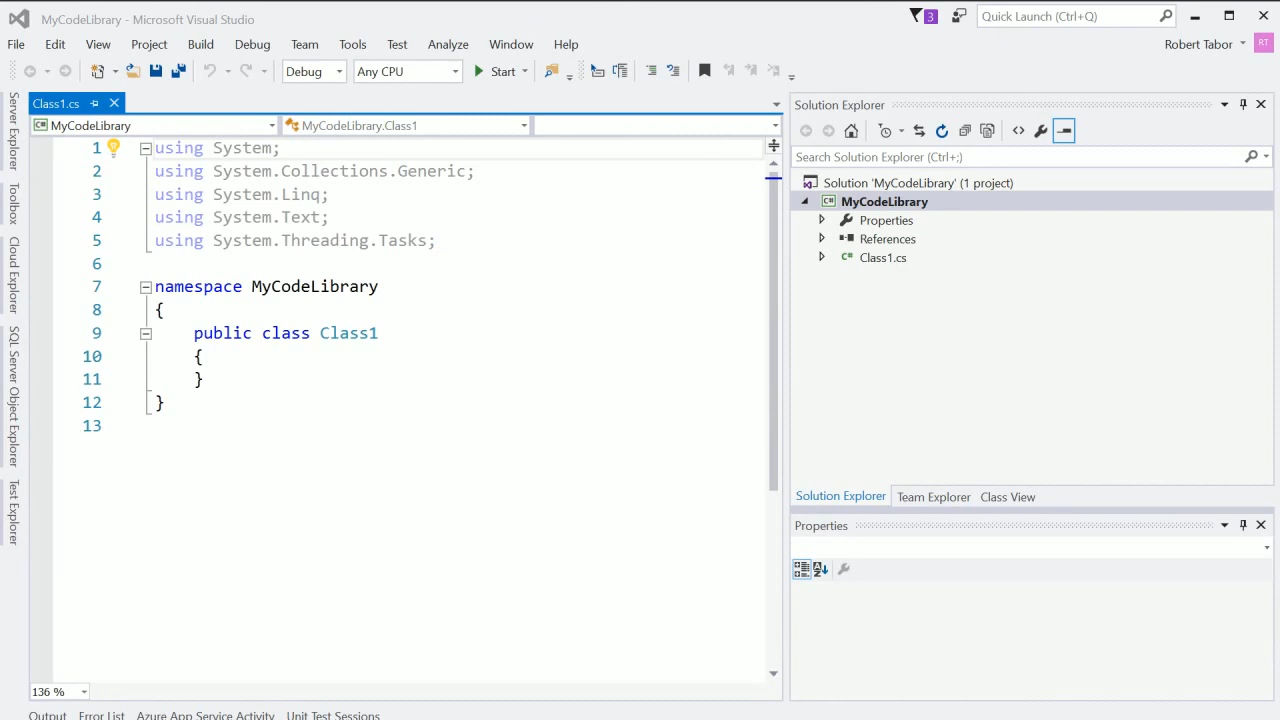 MyCodeLibrary - Microsoft Visual Studio
3
Quick Launch (Ctrl+Q)
File Edit View Project Build Debug Team Tools Test Analyze Window Help
Robert Tabor RT
Debug Any CPU Start
Server Explorer
Toolbox
Cloud Explorer
SQL Server Object Explorer
Test Explorer
Class1.cs
MyCodeLibrary MyCodeLibrary.Class1
1 using System;
2 using System.Collections.Generic;
3 using System.Linq;
4 using System.Text;
5 using System.Threading.Tasks;
6
7 namespace MyCodeLibrary
8 {
9 public class Class1
10 {
11 }
12 }
13
136 %
Solution Explorer
Search Solution Explorer (Ctrl+;)
Solution 'MyCodeLibrary' (1 project)
C# MyCodeLibrary
Properties
References
C# Class1.cs
Solution Explorer Team Explorer Class View
Properties
Output Error List Azure App Service Activity Unit Test Sessions